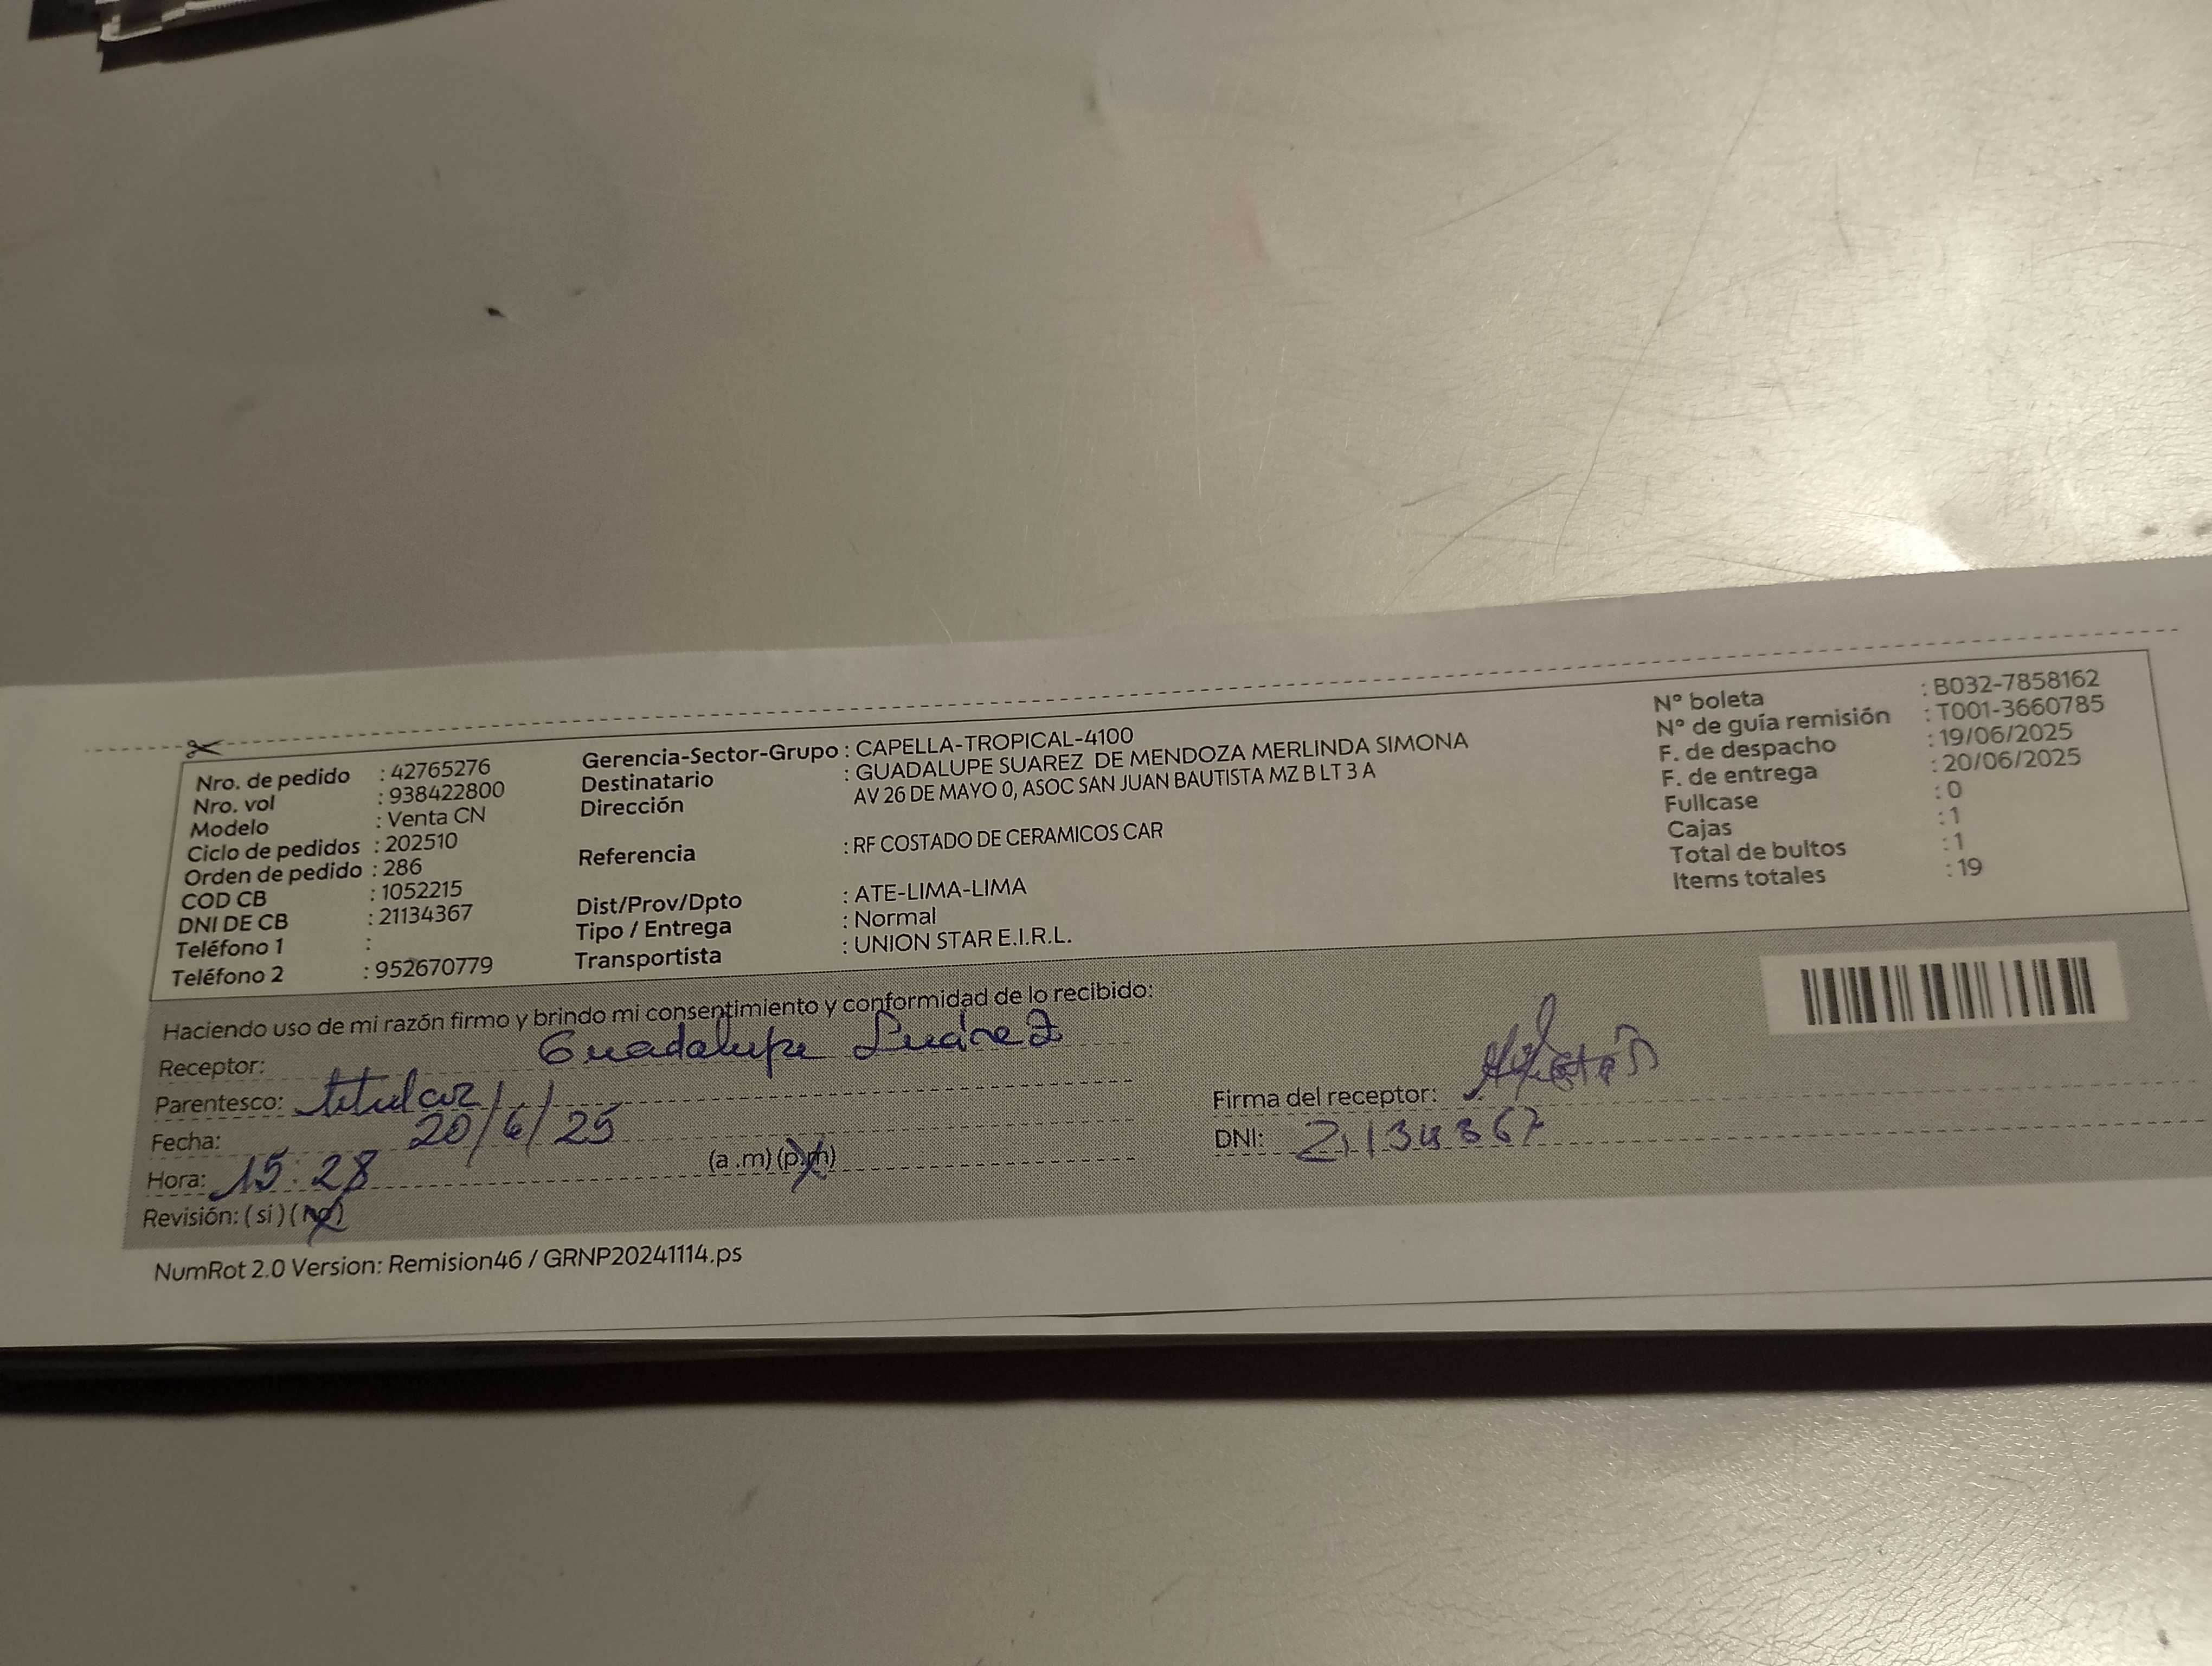 Nro. de pedido : 42765276
Nro. vol : 938422800
Modelo : Venta CN
Ciclo de pedidos : 202510
Orden de pedido : 286
COD CB : 1052215
DNI DE CB : 21134367
Teléfono 1 :
Teléfono 2 : 952670779
Gerencia-Sector-Grupo : CAPELLA-TROPICAL-4100
Destinatario : GUADALUPE SUAREZ DE MENDOZA MERLINDA SIMONA
Dirección AV 26 DE MAYO 0, ASOC SAN JUAN BAUTISTA MZ B LT 3 A
Referencia : RF COSTADO DE CERAMICOS CAR
Dist/Prov/Dpto : ATE-LIMA-LIMA
Tipo / Entrega : Normal
Transportista : UNION STAR E.I.R.L.
N° boleta : B032-7858162
N° de guía remisión : T001-3660785
F. de despacho : 19/06/2025
F. de entrega : 20/06/2025
Fullcase : 0
Cajas : 1
Total de bultos : 1
Items totales : 19
Haciendo uso de mi razón firmo y brindo mi consentimiento y conformidad de lo recibido:
Receptor: Guadalupe Suárez
Parentesco: titular
Fecha: 20/6/25
Hora: 15:28 (a.m) (p.m)
Revisión: (si) (no)
Firma del receptor:
DNI: 21134367
NumRot 2.0 Version: Remision46 / GRNP20241114.ps